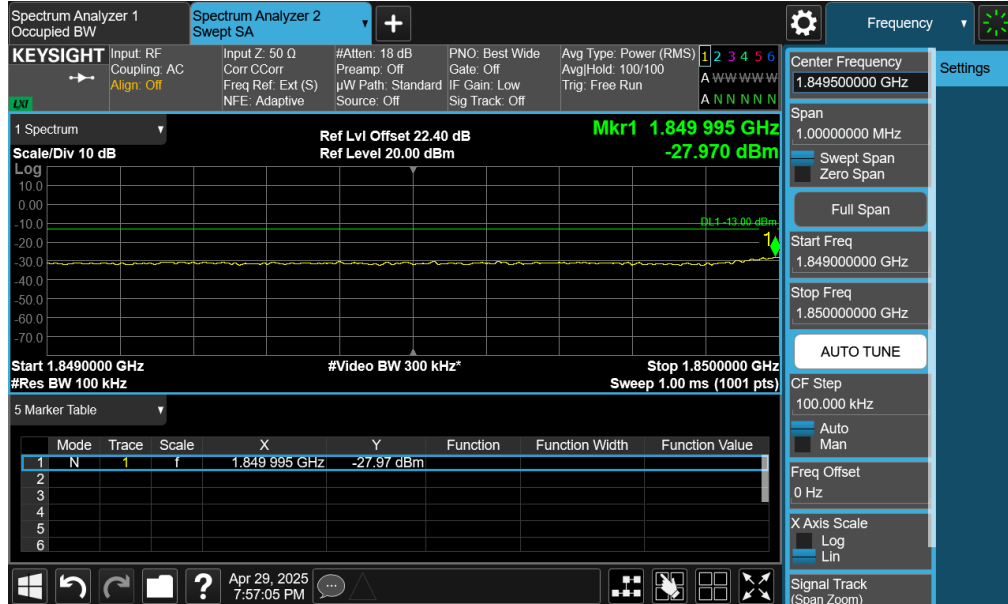 Spectrum Analyzer 1
Occupied BW
Spectrum Analyzer 2
Swept SA
Frequency
KEYSIGHT
LXI
Input: RF
Coupling: AC
Align: Off
Input Z: 50 Ω
Corr CCorr
Freq Ref: Ext (S)
NFE: Adaptive
#Atten: 18 dB
Preamp: Off
µW Path: Standard
Source: Off
PNO: Best Wide
Gate: Off
IF Gain: Low
Sig Track: Off
Avg Type: Power (RMS)
Avg|Hold: 100/100
Trig: Free Run
1 2 3 4 5 6
A W W W W W
A N N N N N
1 Spectrum
Scale/Div 10 dB
Ref Lvl Offset 22.40 dB
Ref Level 20.00 dBm
Mkr1 1.849 995 GHz
-27.970 dBm
Log
10.0
0.00
-10.0
-20.0
-30.0
-40.0
-50.0
-60.0
-70.0
DL1 -13.00 dBm
1
Start 1.8490000 GHz
#Res BW 100 kHz
#Video BW 300 kHz*
Stop 1.8500000 GHz
Sweep 1.00 ms (1001 pts)
5 Marker Table
Mode Trace Scale X Y Function Function Width Function Value
1 N 1 f 1.849 995 GHz -27.97 dBm
2
3
4
5
6
Apr 29, 2025
7:57:05 PM
Center Frequency
1.849500000 GHz
Span
1.00000000 MHz
Swept Span
Zero Span
Full Span
Start Freq
1.849000000 GHz
Stop Freq
1.850000000 GHz
AUTO TUNE
CF Step
100.000 kHz
Auto
Man
Freq Offset
0 Hz
X Axis Scale
Log
Lin
Signal Track
(Span Zoom)
Settings